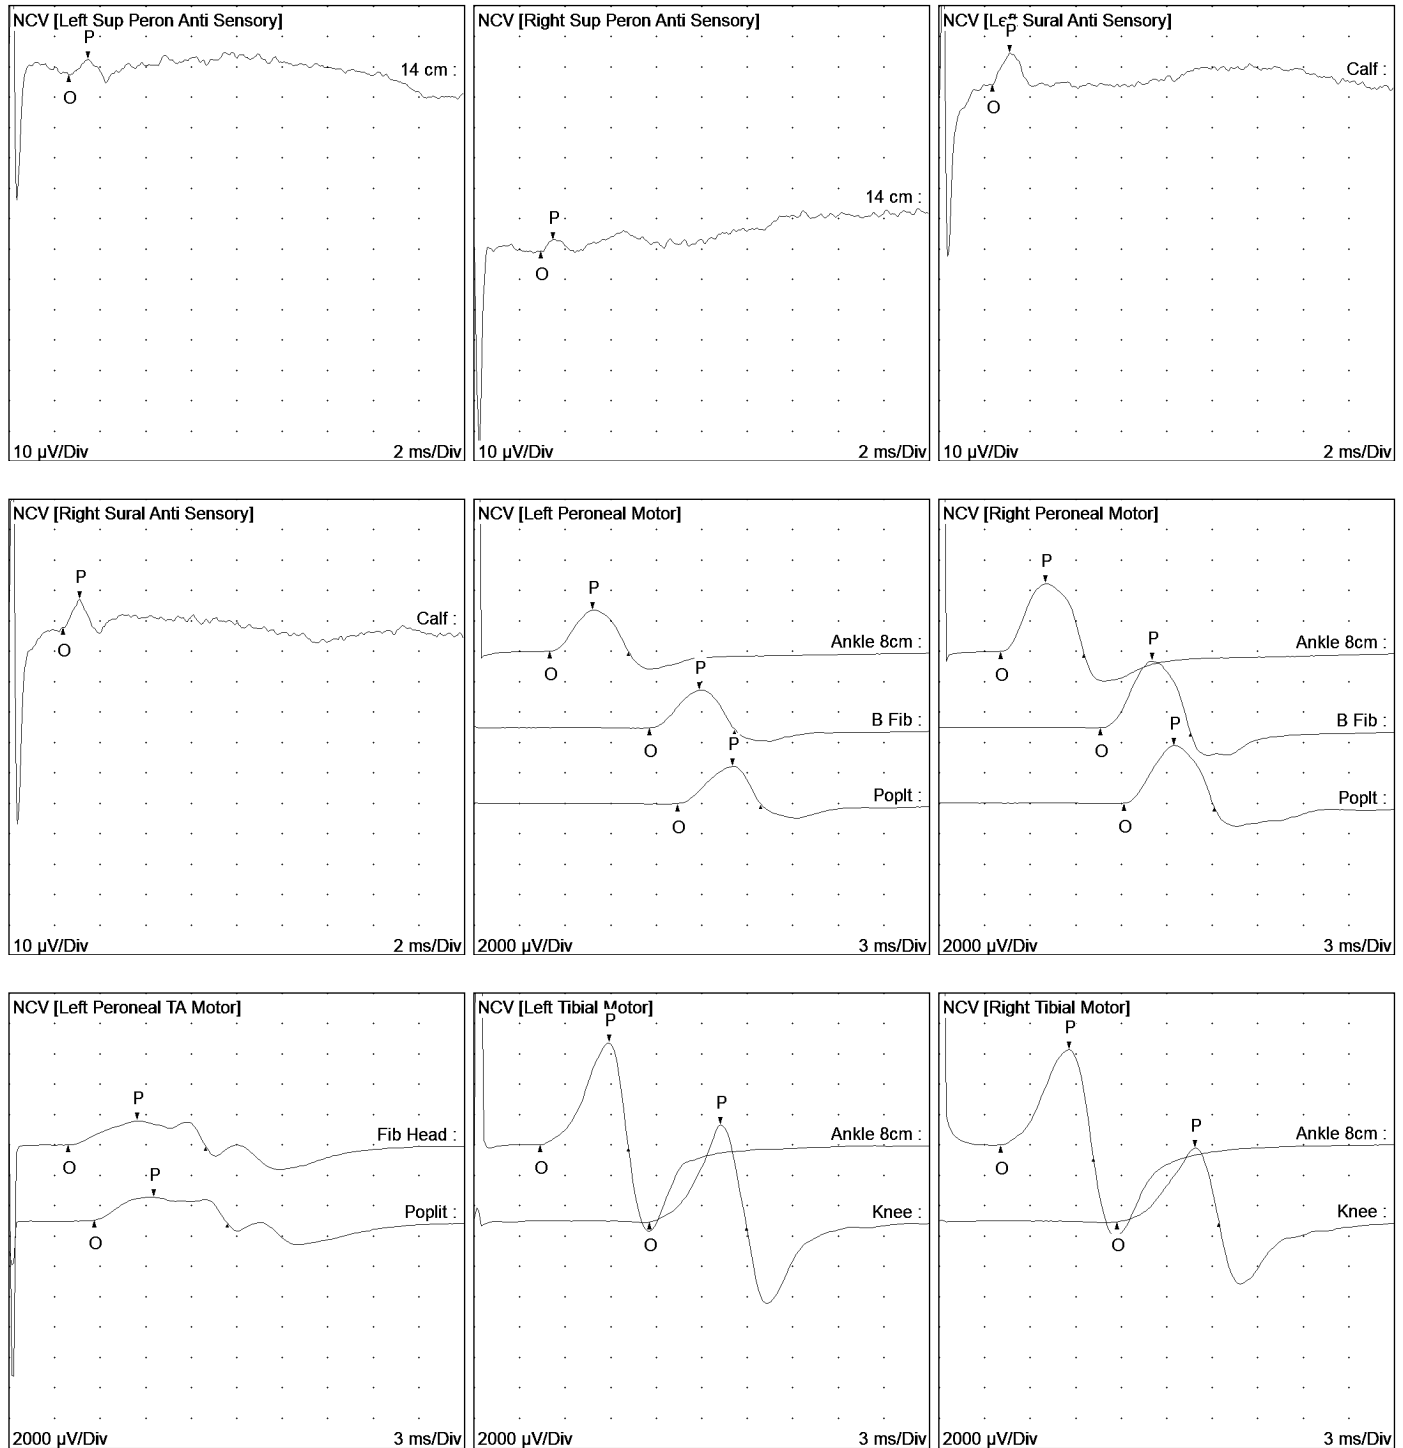 NCV [Left Sup Peron Anti Sensory]
P
14 cm :
O
10 µV/Div 2 ms/Div
NCV [Right Sup Peron Anti Sensory]
14 cm :
P
O
10 µV/Div 2 ms/Div
NCV [Left Sural Anti Sensory]
P
Calf :
O
10 µV/Div 2 ms/Div
NCV [Right Sural Anti Sensory]
P
Calf :
O
10 µV/Div 2 ms/Div
NCV [Left Peroneal Motor]
P
Ankle 8cm :
O
P
B Fib :
O
P
Poplt :
O
2000 µV/Div 3 ms/Div
NCV [Right Peroneal Motor]
P
Ankle 8cm :
P
O
B Fib :
P
O
Poplt :
O
2000 µV/Div 3 ms/Div
NCV [Left Peroneal TA Motor]
P
Fib Head :
O
P
Poplit :
O
2000 µV/Div 3 ms/Div
NCV [Left Tibial Motor]
P
P
Ankle 8cm :
O
Knee :
O
2000 µV/Div 3 ms/Div
NCV [Right Tibial Motor]
P
P
Ankle 8cm :
O
Knee :
O
2000 µV/Div 3 ms/Div